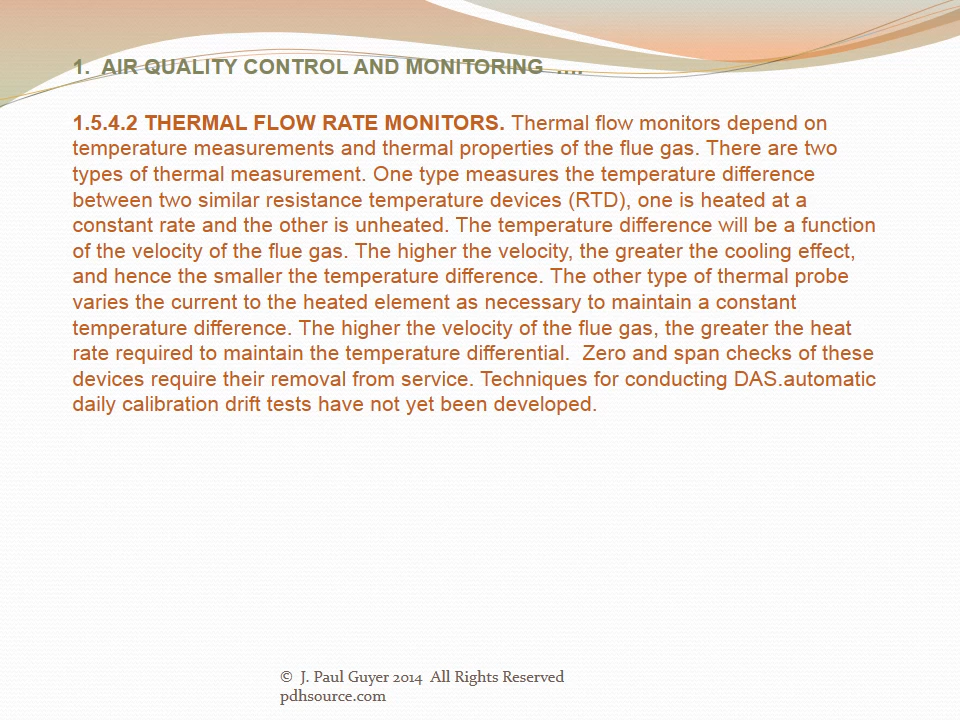 1.  AIR QUALITY CONTROL AND MONITORING  ….
1.5.4.2 THERMAL FLOW RATE MONITORS. Thermal flow monitors depend on
temperature measurements and thermal properties of the flue gas. There are two
types of thermal measurement. One type measures the temperature difference
between two similar resistance temperature devices (RTD), one is heated at a
constant rate and the other is unheated. The temperature difference will be a function
of the velocity of the flue gas. The higher the velocity, the greater the cooling effect,
and hence the smaller the temperature difference. The other type of thermal probe
varies the current to the heated element as necessary to maintain a constant
temperature difference. The higher the velocity of the flue gas, the greater the heat
rate required to maintain the temperature differential.  Zero and span checks of these
devices require their removal from service. Techniques for conducting DAS.automatic
daily calibration drift tests have not yet been developed.
©  J. Paul Guyer 2014  All Rights Reserved
pdhsource.com